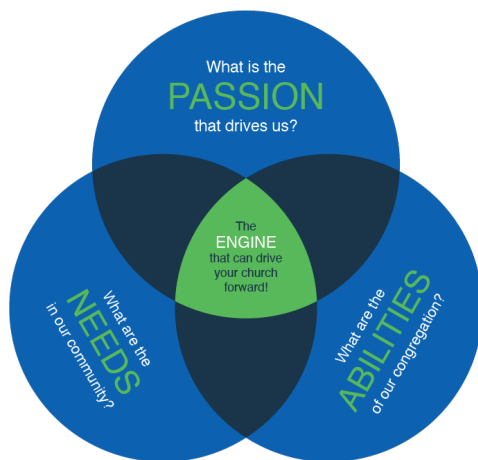 What is the
PASSION
that drives us?
The
ENGINE
that can drive
your church
forward!
What are the
NEEDS
in our community?
What are the
ABILITIES
of our congregation?